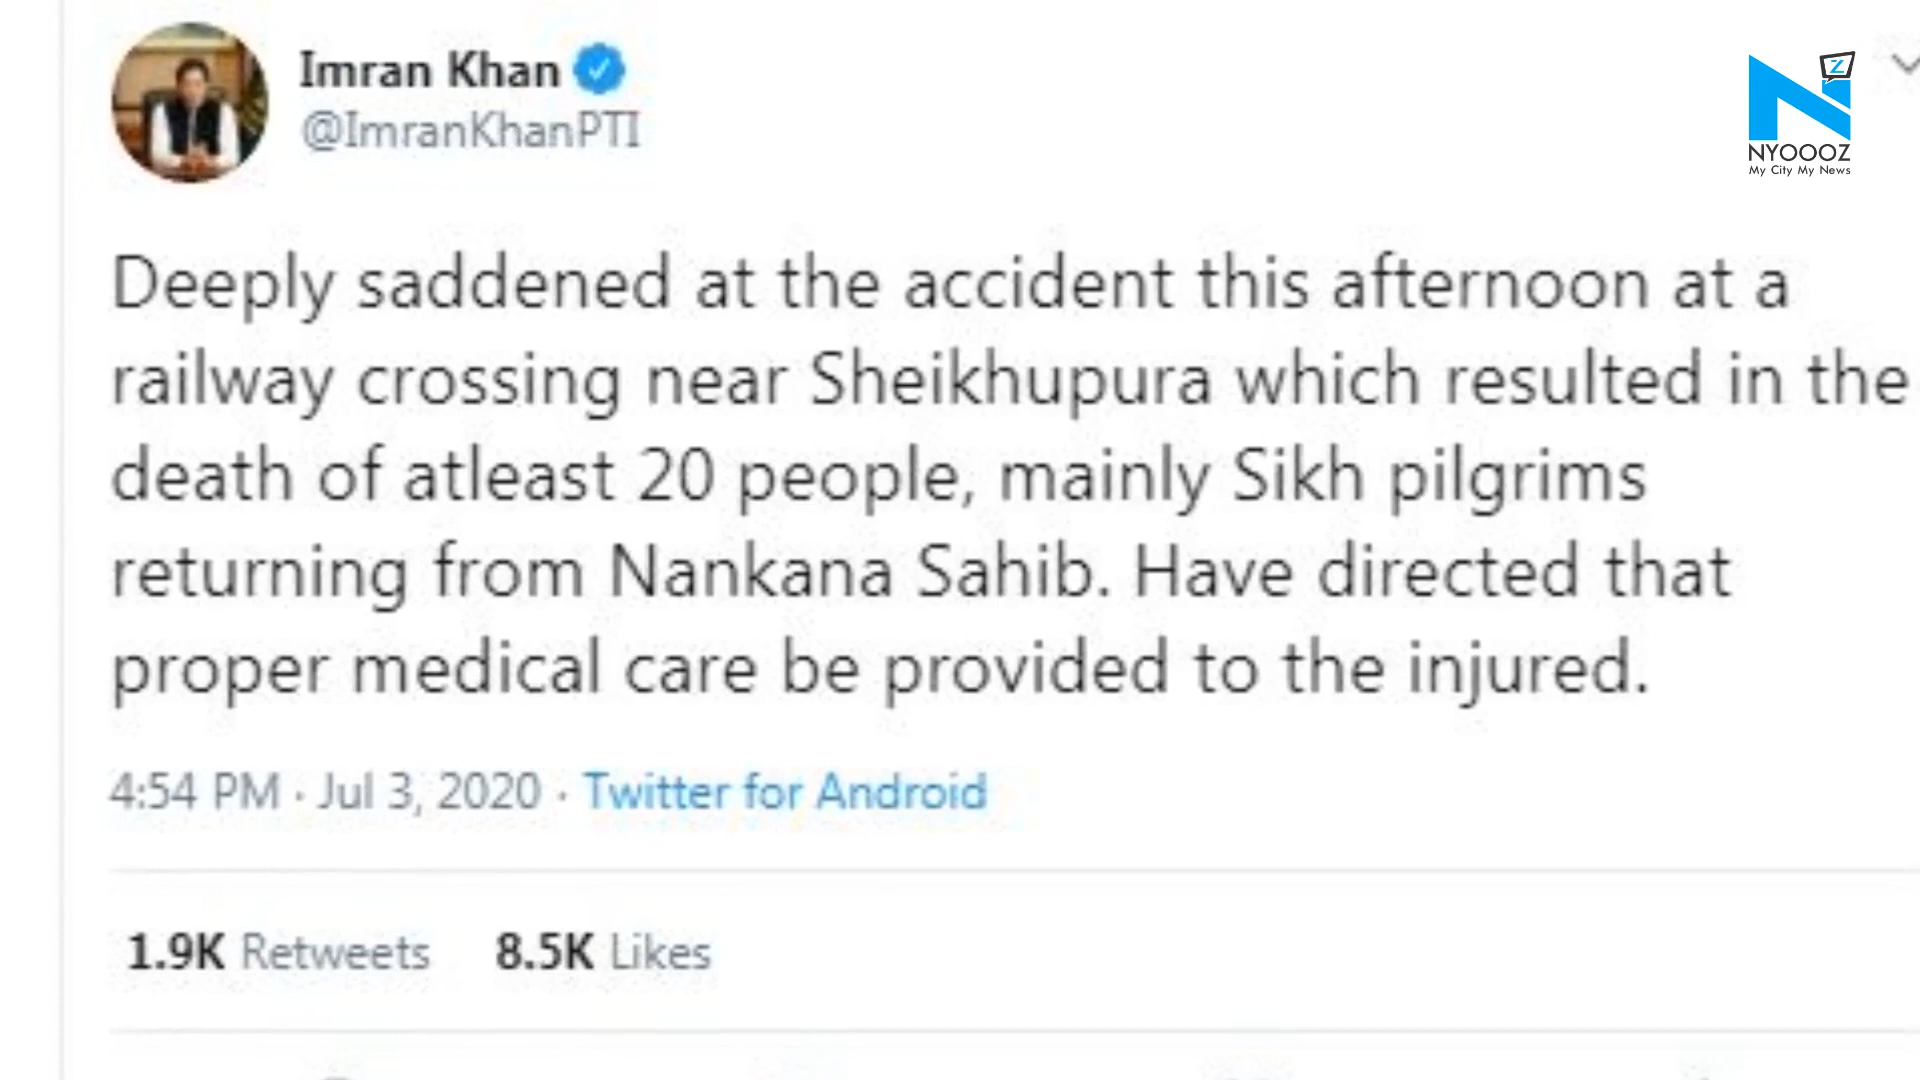 Imran Khan
@ImranKhanPTI
NYOOOZ
My City My News
Deeply saddened at the accident this afternoon at a
railway crossing near Sheikhupura which resulted in the
death of atleast 20 people, mainly Sikh pilgrims
returning from Nankana Sahib. Have directed that
proper medical care be provided to the injured.
4:54 PM · Jul 3, 2020 · Twitter for Android
1.9K Retweets 8.5K Likes